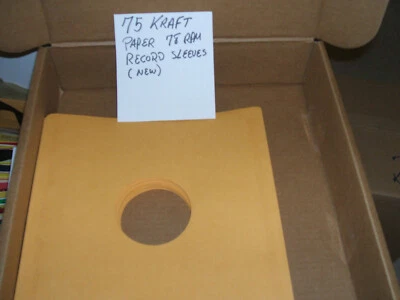 75 KRAFT
PAPER 78 RPM
RECORD SLEEVES
(NEW)